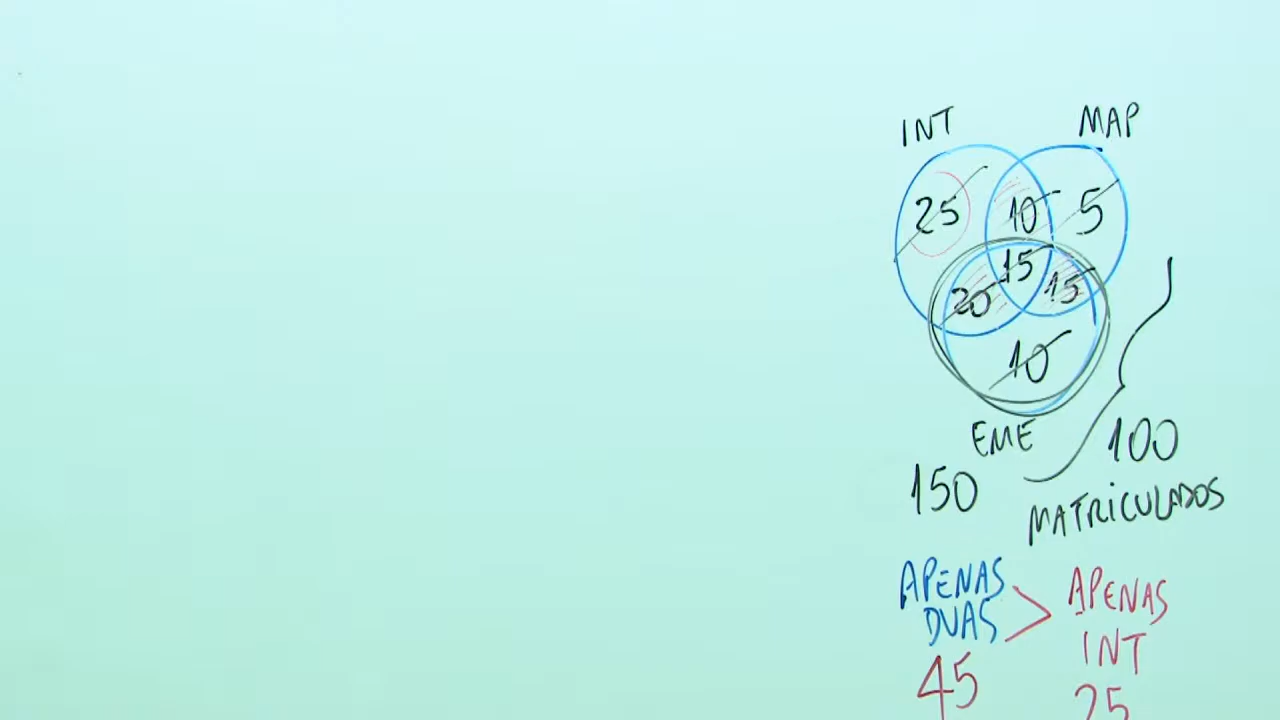 INT MAP
25 10 5
15
20 15
10
EME
100
150
MATRICULADOS
APENAS DUAS > APENAS INT
45 25